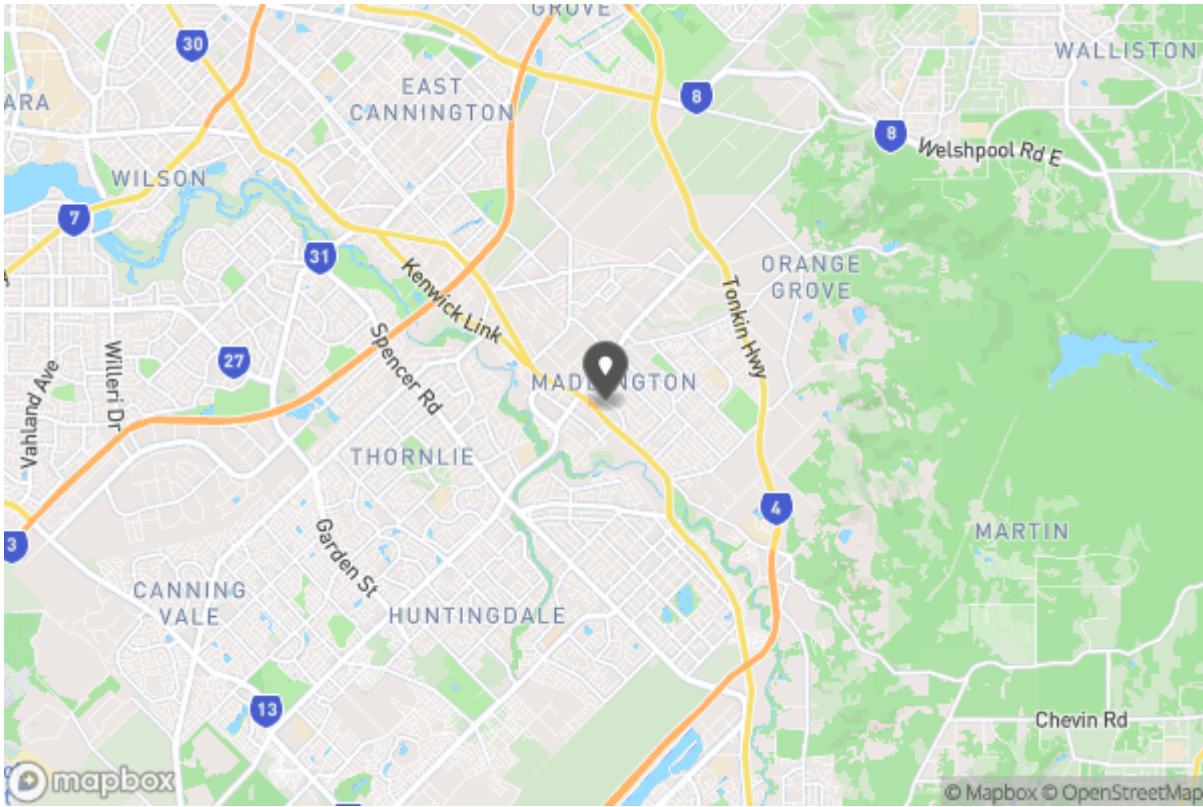 GROVE
30
WALLISTON
EAST
CANNINGTON
8
ARA
8
Welshpool Rd E
WILSON
7
31
ORANGE
GROVE
Kenwick Link
Tonkin Hwy
Spencer Rd
27
Willeri Dr
Vahland Ave
THORNLIE
4
3
Garden St
MARTIN
CANNING
VALE
HUNTINGDALE
13
Chevin Rd
mapbox
© Mapbox © OpenStreetMap